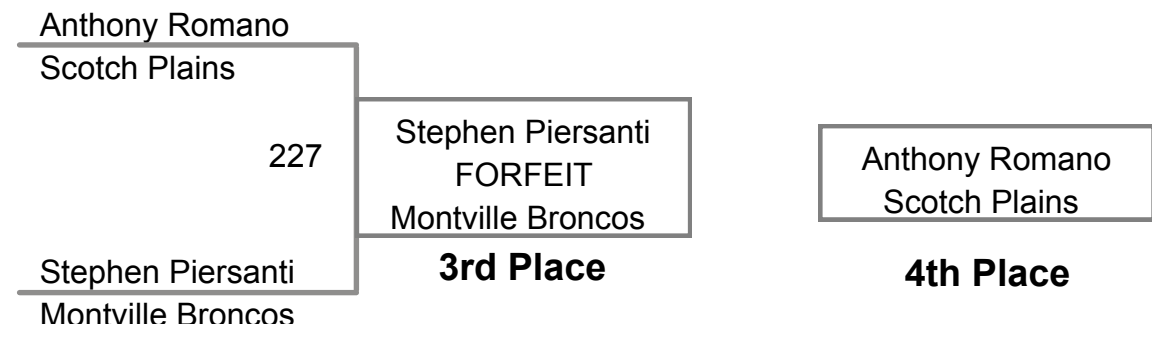 Anthony Romano
Scotch Plains
227
Stephen Piersanti
Montville Broncos
Stephen Piersanti
FORFEIT
Montville Broncos
3rd Place
Anthony Romano
Scotch Plains
4th Place